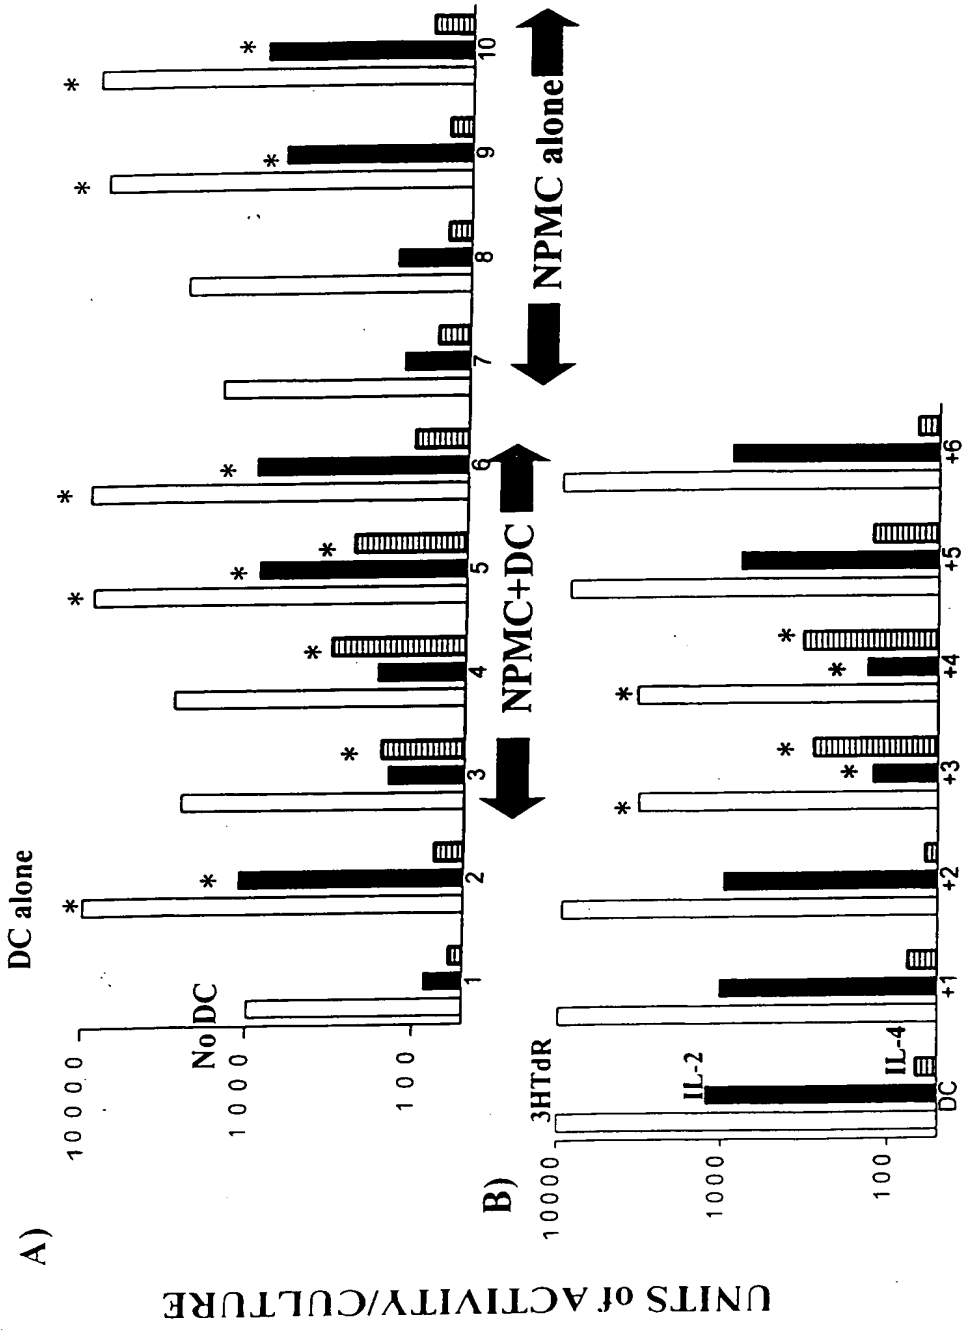 A)
DC alone
10000
1000
100
No DC
* * * * * * * * * * * *
1 2 3 4 5 6 7 8 9 10
NPMC+DC
NPMC alone
B)
10000
1000
100
3HTdR
IL-2
IL-4
* * * * * *
DC +1 +2 +3 +4 +5 +6
UNITS of ACTIVITY/CULTURE